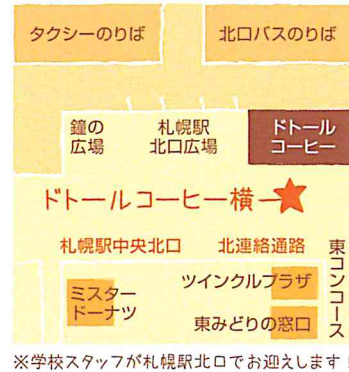 タクシーのりば
北口バスのりば
鐘の
広場
札幌駅
北口広場
ドトール
コーヒー
ドトールコーヒー横
札幌駅中央北口
北連絡通路
東コンコース
ツインクルプラザ
ミスター
ドーナツ
東みどりの窓口
※学校スタッフが札幌駅北口でお迎えします!